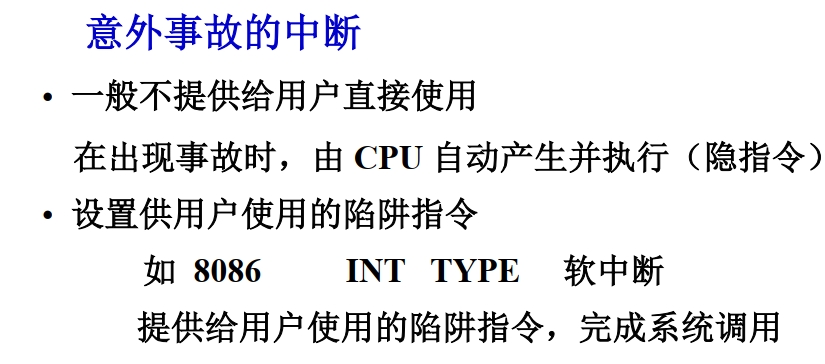 意外事故的中断
• 一般不提供给用户直接使用
在出现事故时，由 CPU 自动产生并执行（隐指令）
• 设置供用户使用的陷阱指令
如 8086 INT TYPE 软中断
提供给用户使用的陷阱指令，完成系统调用